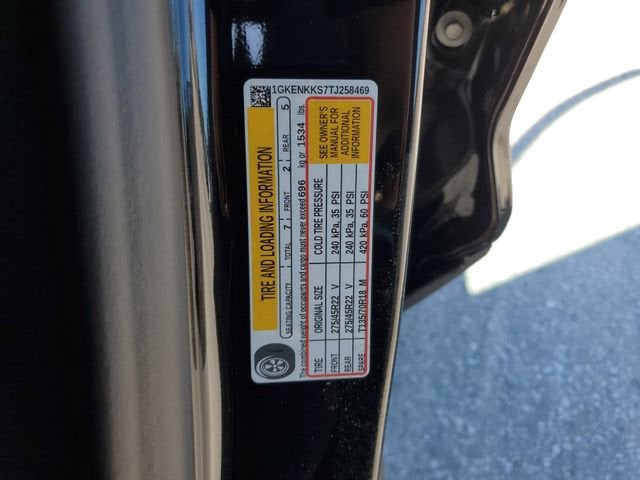 1GKENKKS7TJ258469
TIRE AND LOADING INFORMATION
SEATING CAPACITY TOTAL 7 FRONT 2 REAR 5
The combined weight of occupants and cargo must never exceed 696 kg or 1534 lbs.
TIRE ORIGINAL SIZE COLD TIRE PRESSURE
FRONT 275/45R22 V 240 kPa, 35 PSI
REAR 275/45R22 V 240 kPa, 35 PSI
SPARE T135/70R18 M 420 kPa, 60 PSI
SEE OWNER'S
MANUAL FOR
ADDITIONAL
INFORMATION